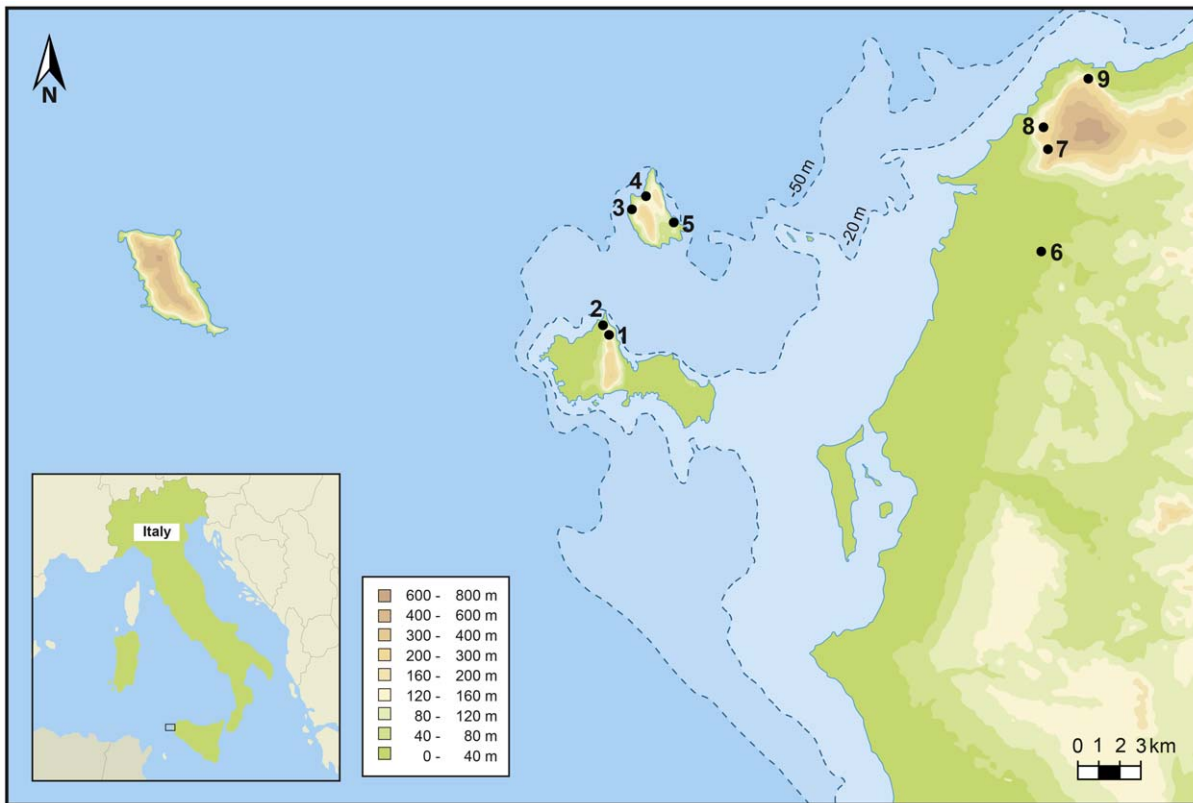 N
9
8
7
-50 m
4
3
5
-20 m
6
2
1
Italy
600 - 800 m
400 - 600 m
300 - 400 m
200 - 300 m
160 - 200 m
120 - 160 m
80 - 120 m
40 - 80 m
0 - 40 m
0 1 2 3 km